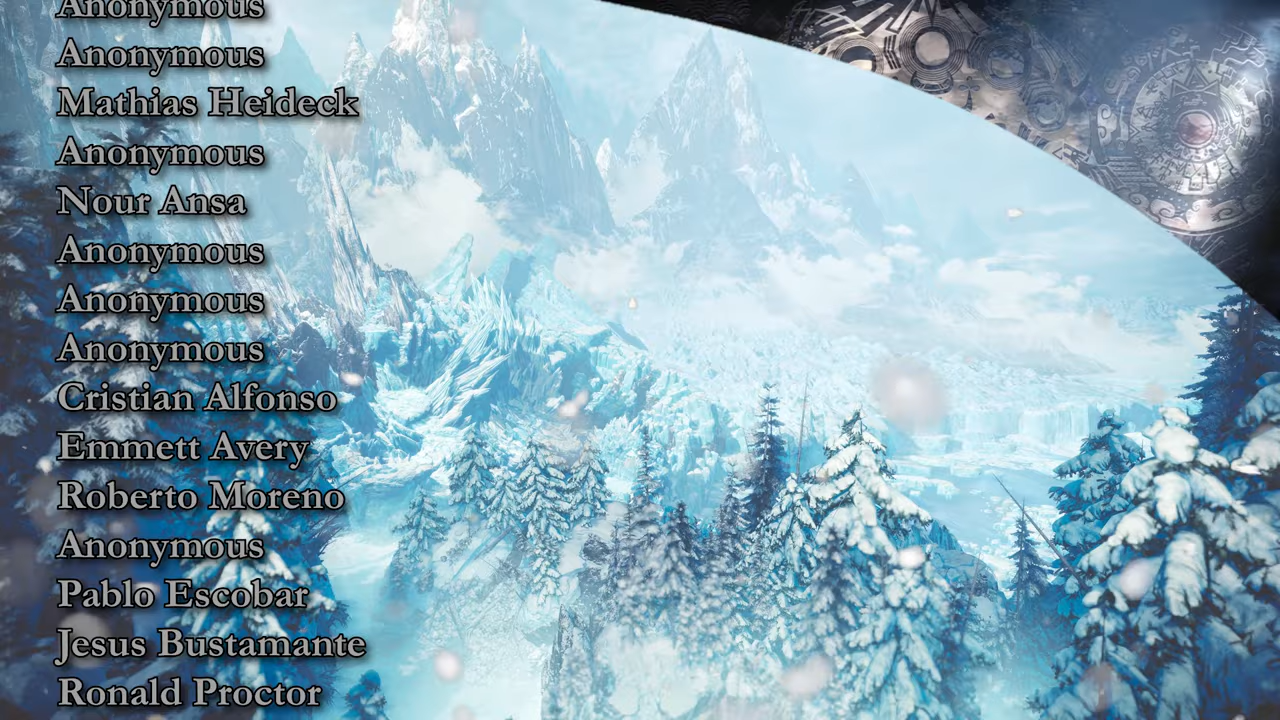 Anonymous
Anonymous
Mathias Heideck
Anonymous
Nour Ansa
Anonymous
Anonymous
Anonymous
Cristian Alfonso
Emmett Avery
Roberto Moreno
Anonymous
Pablo Escobar
Jesus Bustamante
Ronald Proctor